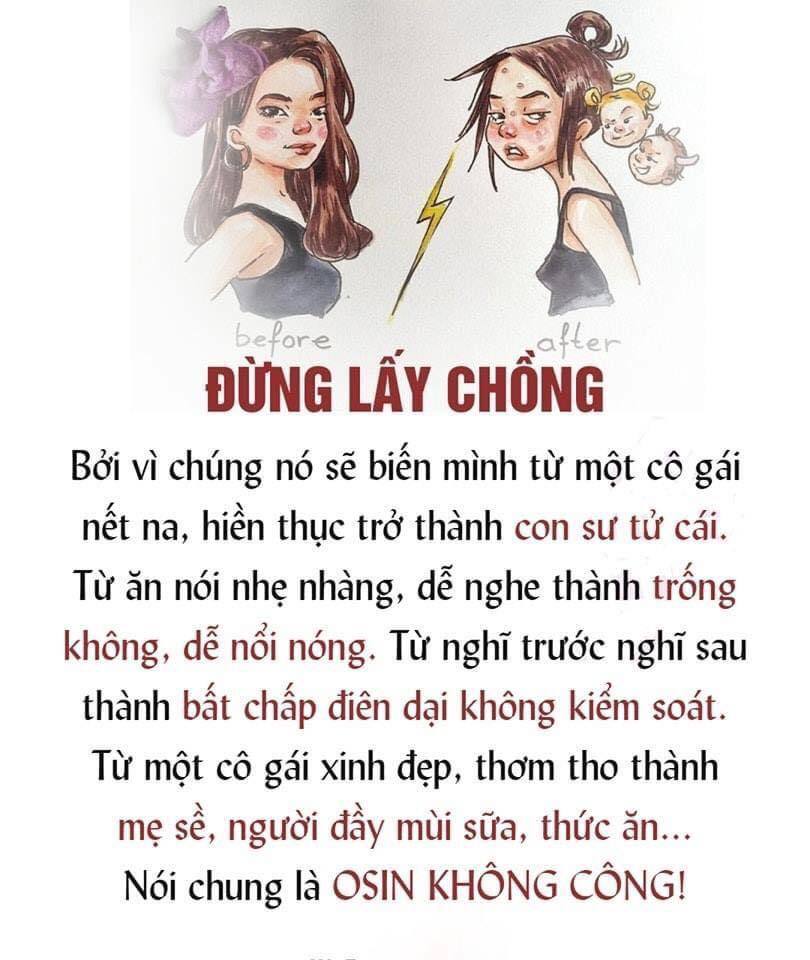 before
after
ĐỪNG LẤY CHỒNG
Bởi vì chúng nó sẽ biến mình từ một cô gái
nết na, hiền thục trở thành con sư tử cái.
Từ ăn nói nhẹ nhàng, dễ nghe thành trống
không, dễ nổi nóng. Từ nghĩ trước nghĩ sau
thành bất chấp điên dại không kiểm soát.
Từ một cô gái xinh đẹp, thơm tho thành
mẹ sề, người đầy mùi sữa, thức ăn...
Nói chung là OSIN KHÔNG CÔNG!